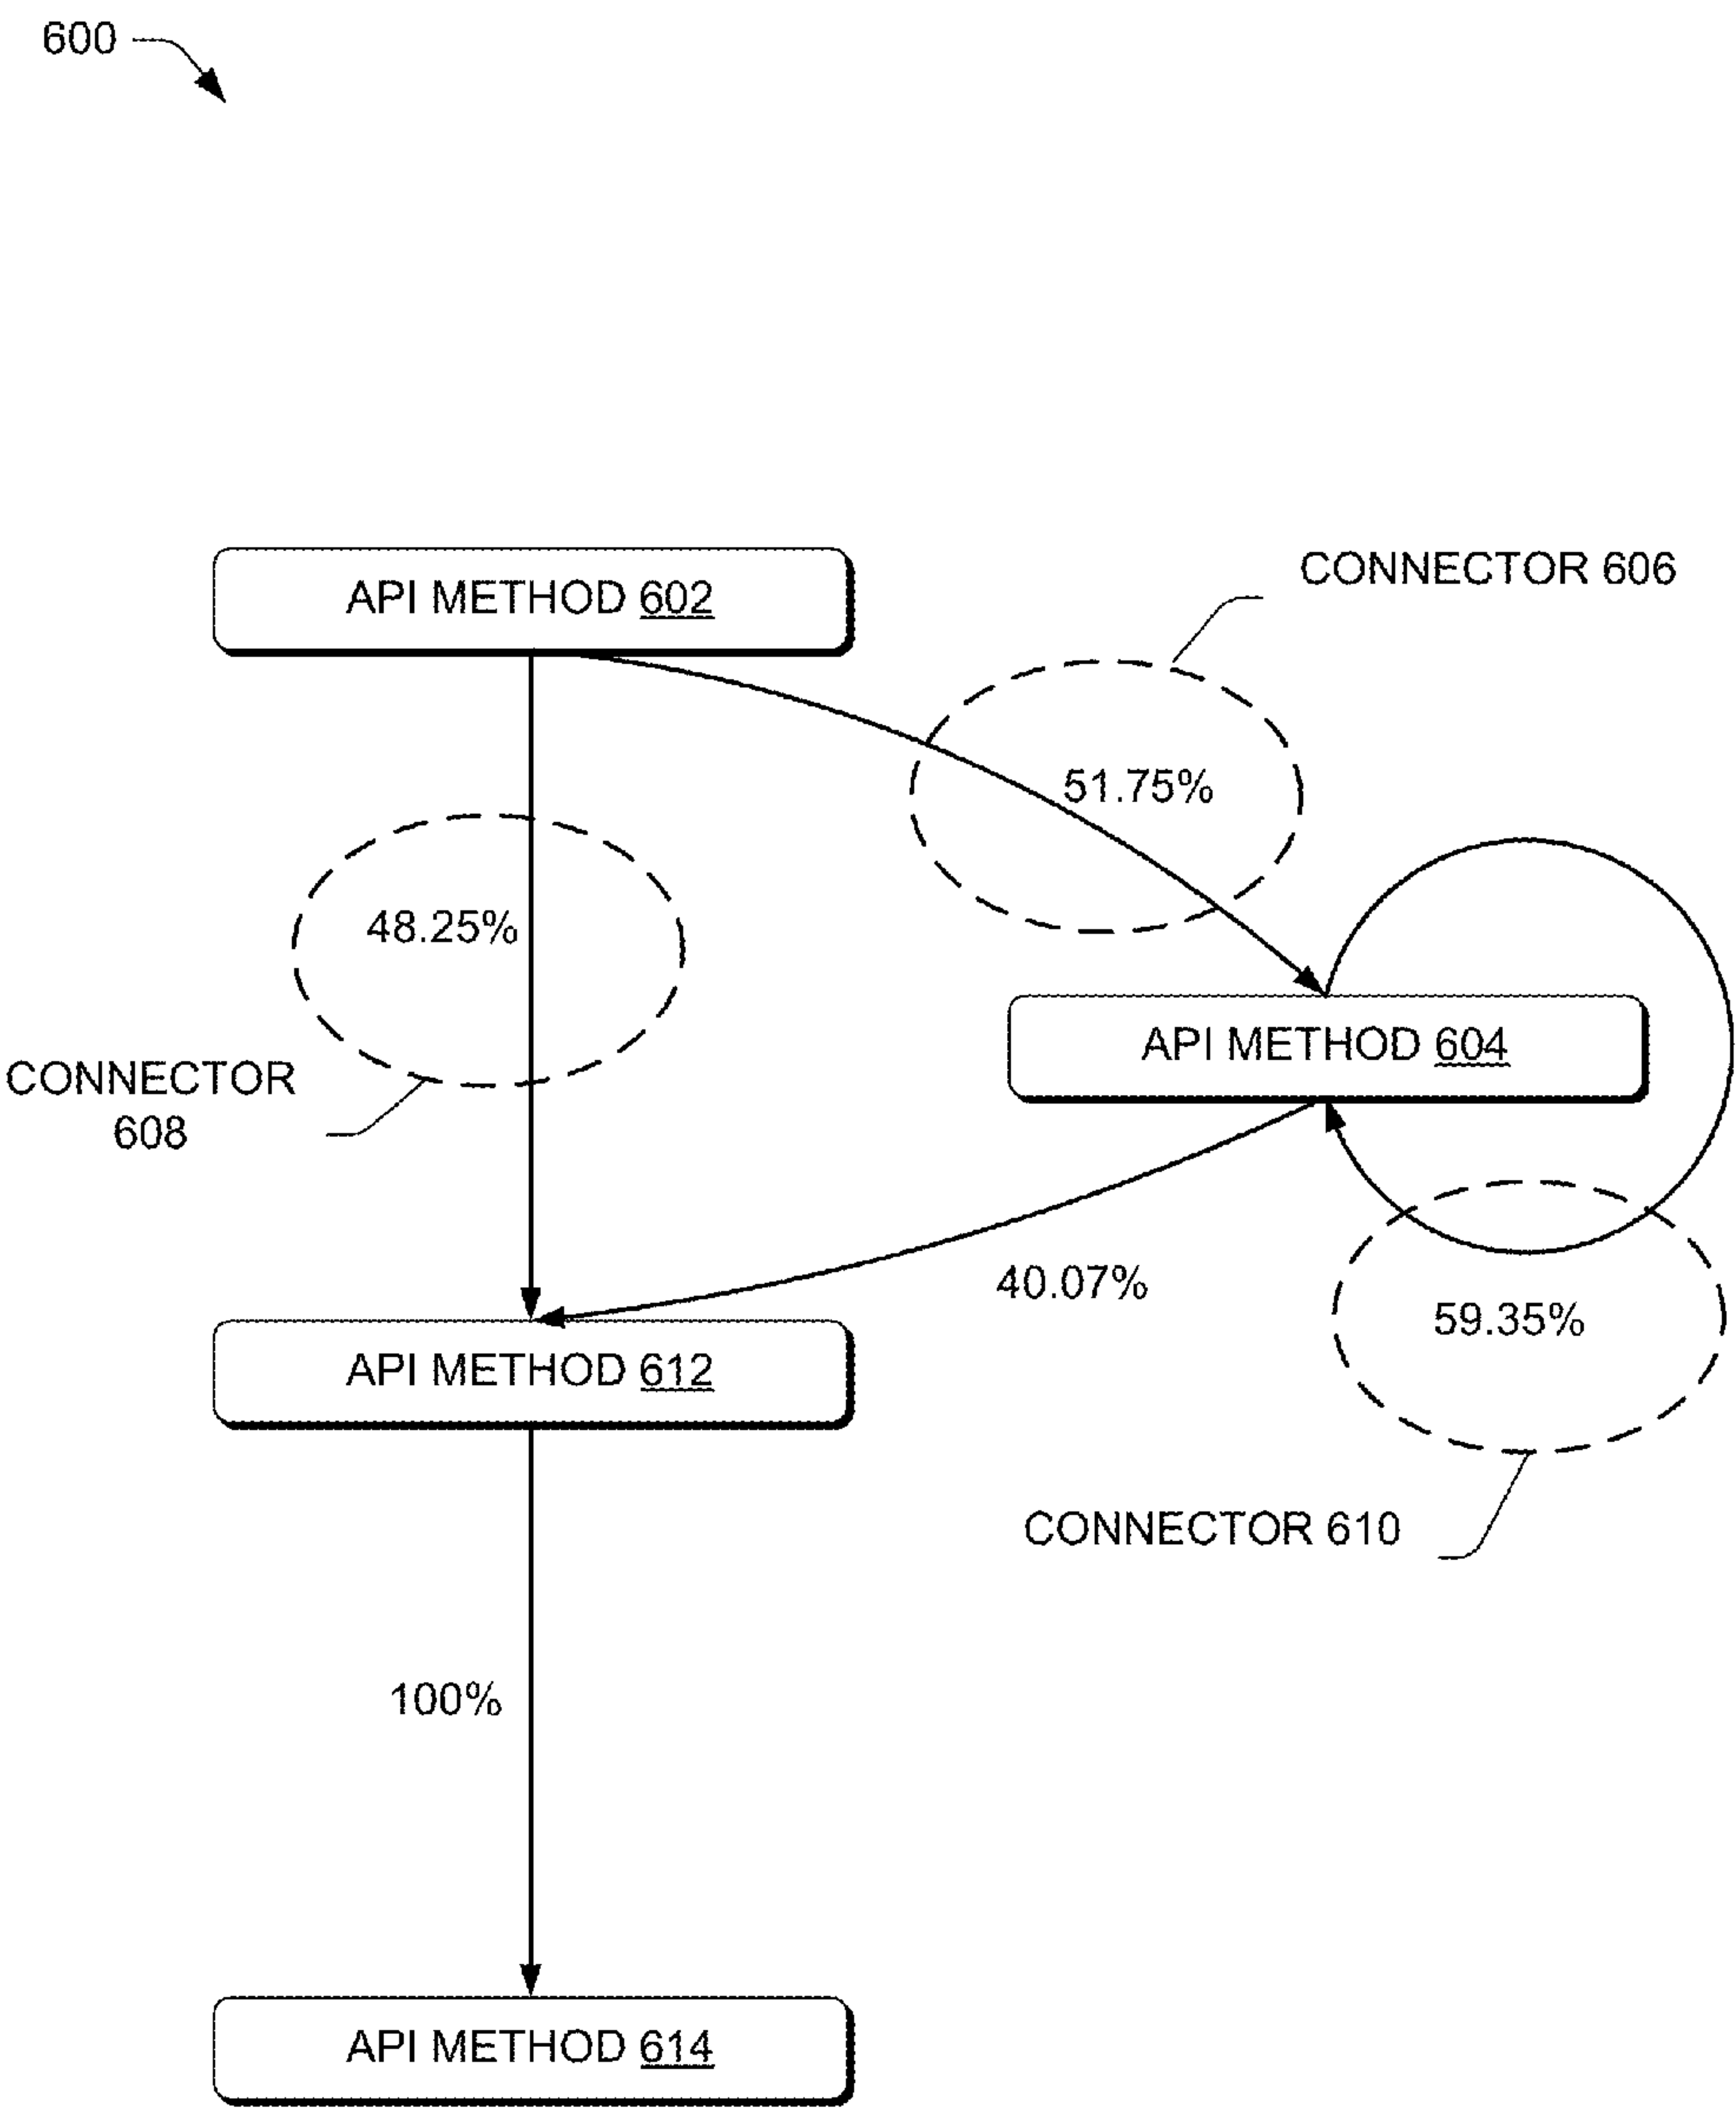 600
API METHOD 602
CONNECTOR 606
51.75%
48.25%
API METHOD 604
CONNECTOR
608
40.07%
59.35%
API METHOD 612
CONNECTOR 610
100%
API METHOD 614